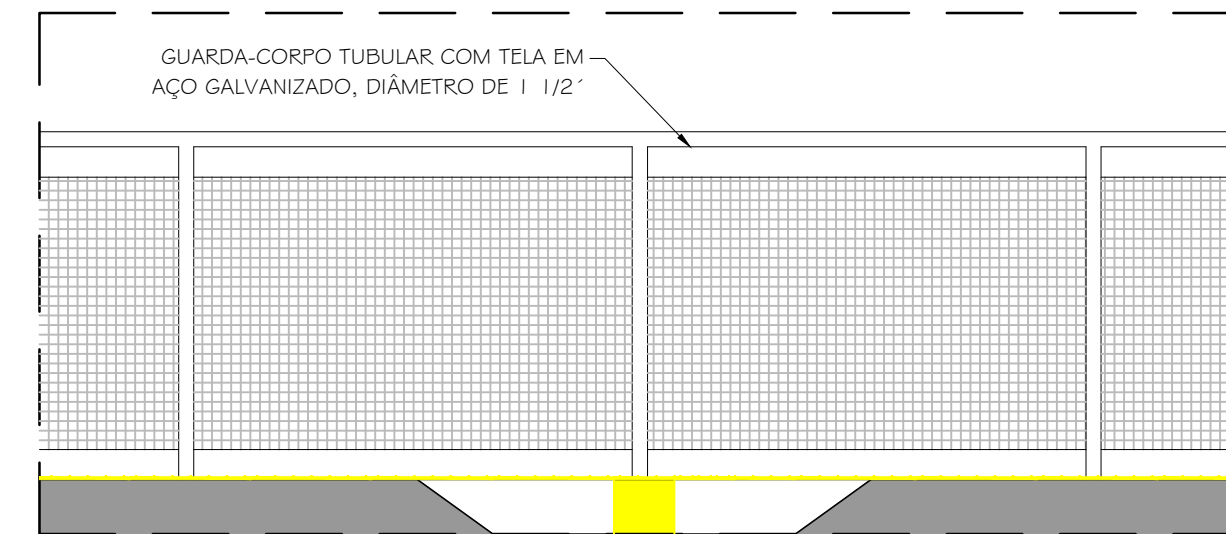 GUARDA-CORPO TUBULAR COM TELA EM
AÇO GALVANIZADO, DIÂMETRO DE 1 1/2´